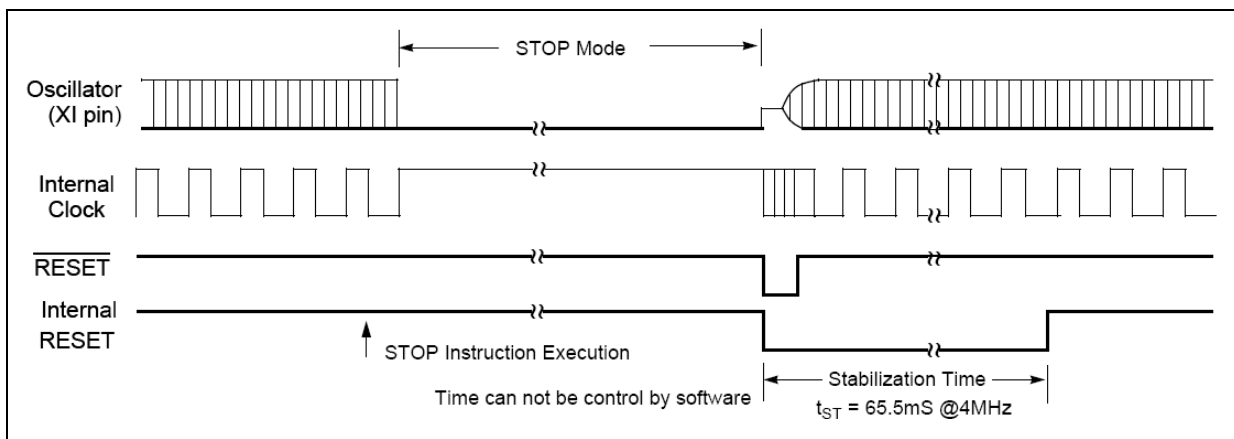 STOP Mode
Oscillator
(XI pin)
Internal
Clock
RESET
Internal
RESET
STOP Instruction Execution
Time can not be control by software
Stabilization Time
tST = 65.5mS @4MHz